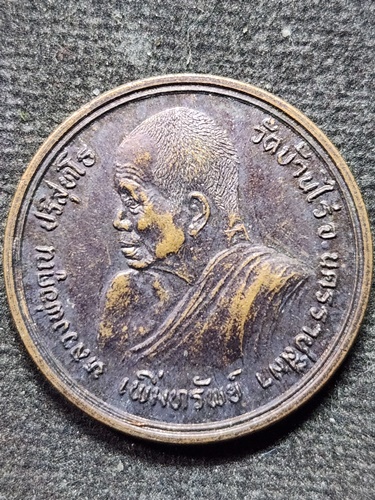 หลวงพ่อคูณ ปริสุทโธ
วัดบ้านไร่ อ นครราชสีมา
เพิ่มทรัพย์